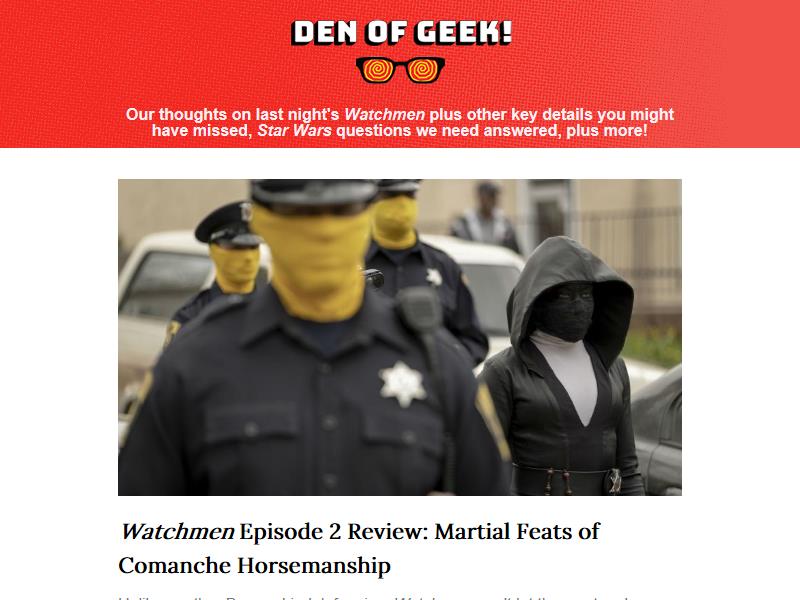 DEN OF GEEK!
Our thoughts on last night's Watchmen plus other key details you might
have missed, Star Wars questions we need answered, plus more!
Watchmen Episode 2 Review: Martial Feats of
Comanche Horsemanship